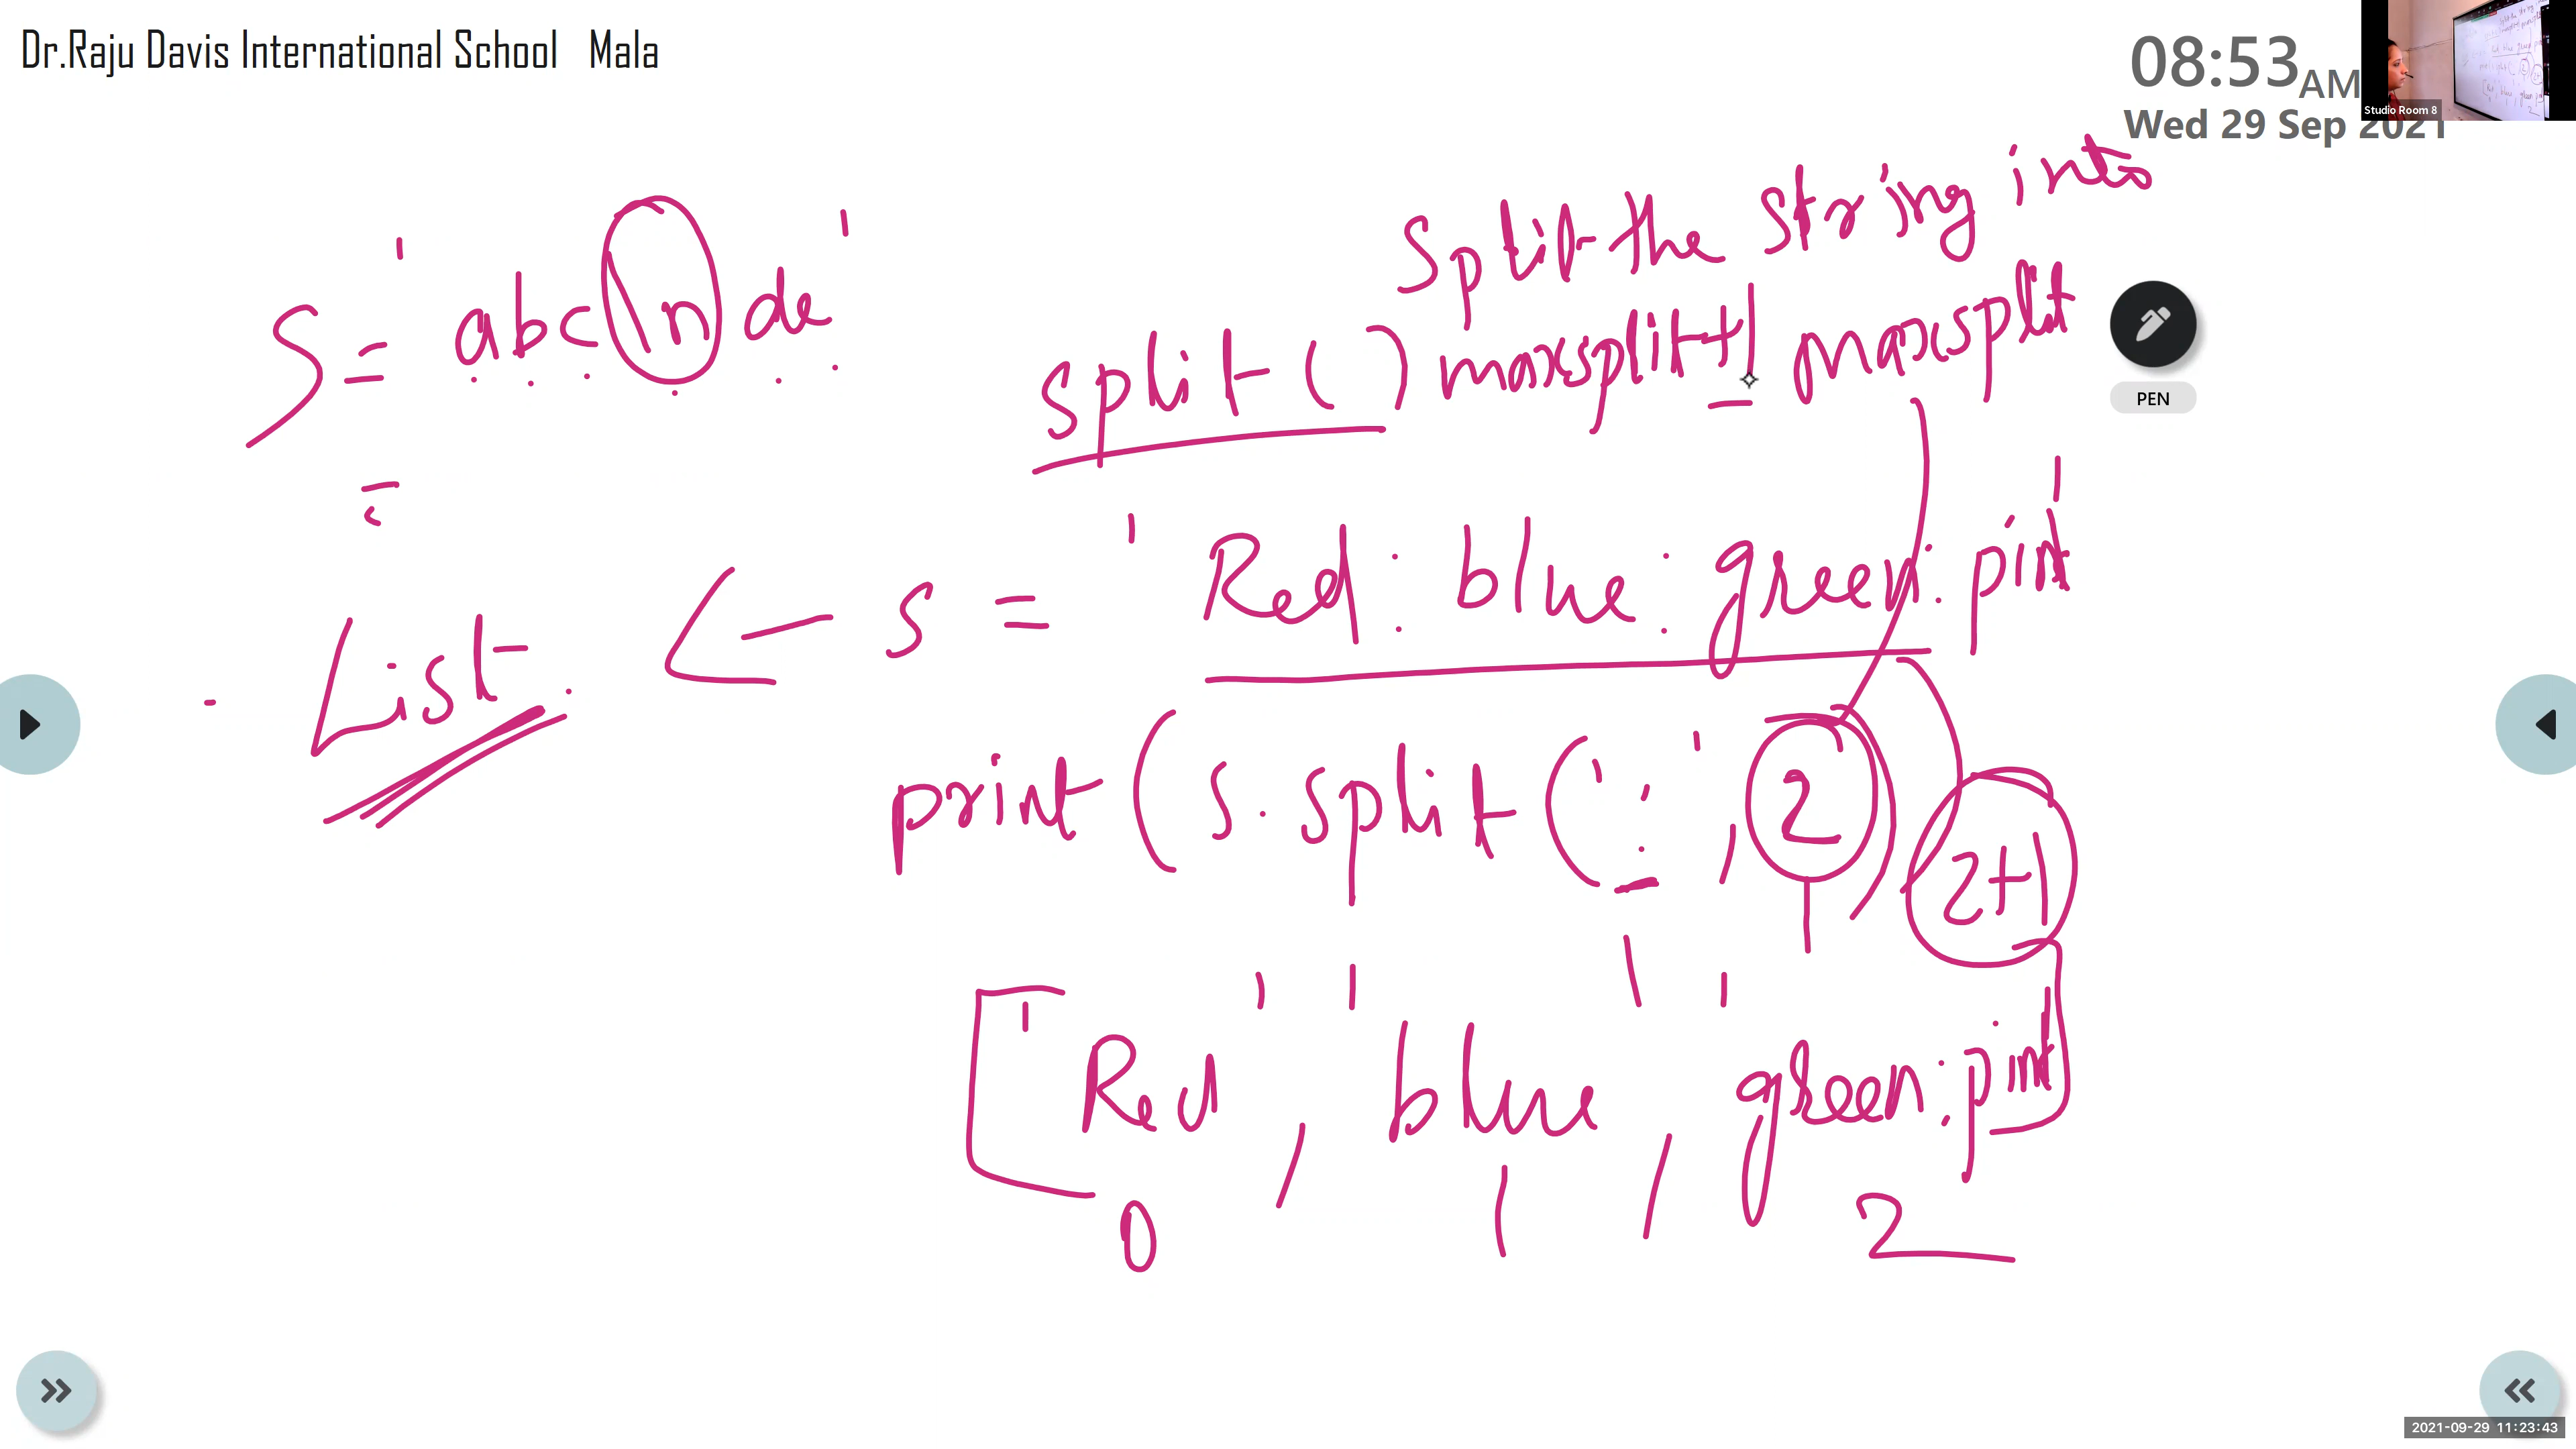 Dr.Raju Davis International School Mala
08:53 AM
Wed 29 Sep 2021
Studio Room 8
S = 'abc\nde'
Split the string into
split() maxsplit+1 maxsplit
PEN
List. ← s = 'Red: blue: green: pink'
print(s.split(':', 2)) 2+1
['Red', 'blue', 'green:pink']
0 1 2
2021-09-29 11:23:43